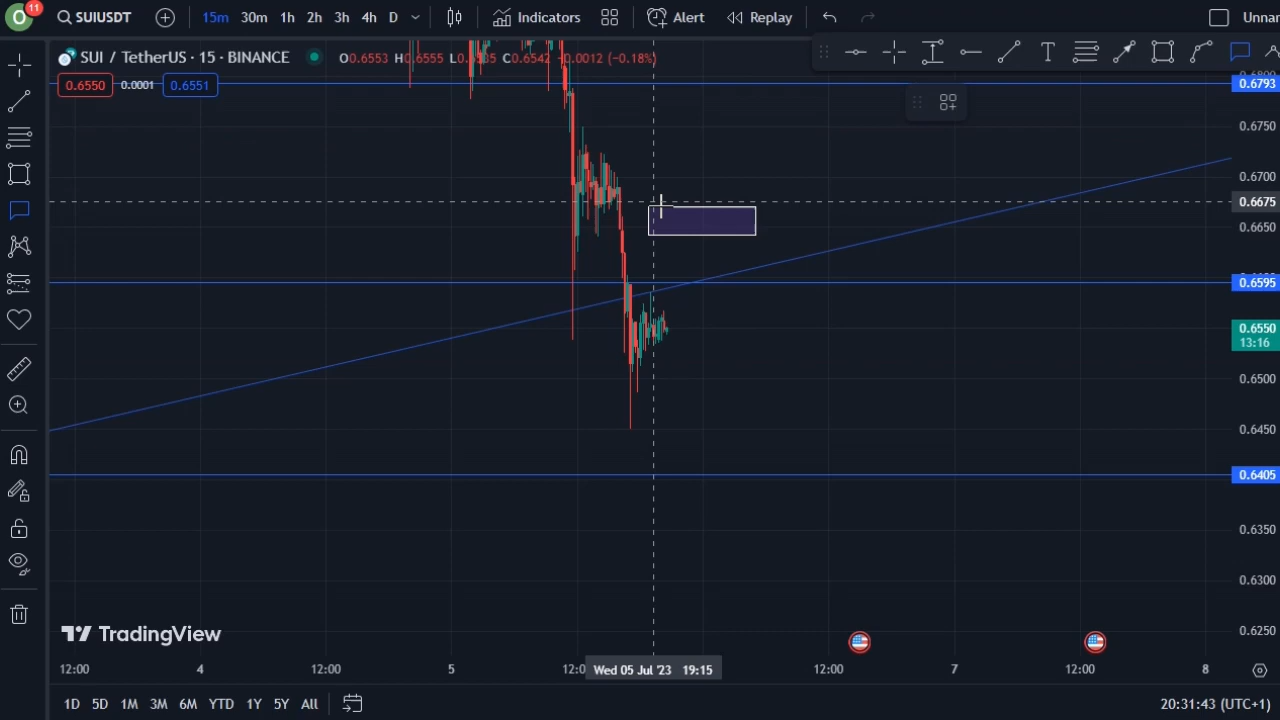 O
11
SUIUSDT
15m 30m 1h 2h 3h 4h D
Indicators
Alert
Replay
Unnar
SUI / TetherUS · 15 · BINANCE
O0.6553 H0.6555 C0.6542 −0.0012 (−0.18%)
0.6550 0.0001 0.6551
0.6793
0.6750
0.6700
0.6675
0.6650
0.6595
0.6550
13:16
0.6500
0.6450
0.6405
0.6350
0.6300
0.6250
TradingView
12:00 4 12:00 5 Wed 05 Jul '23 19:15 12:00 7 12:00 8
1D 5D 1M 3M 6M YTD 1Y 5Y All
20:31:43 (UTC+1)